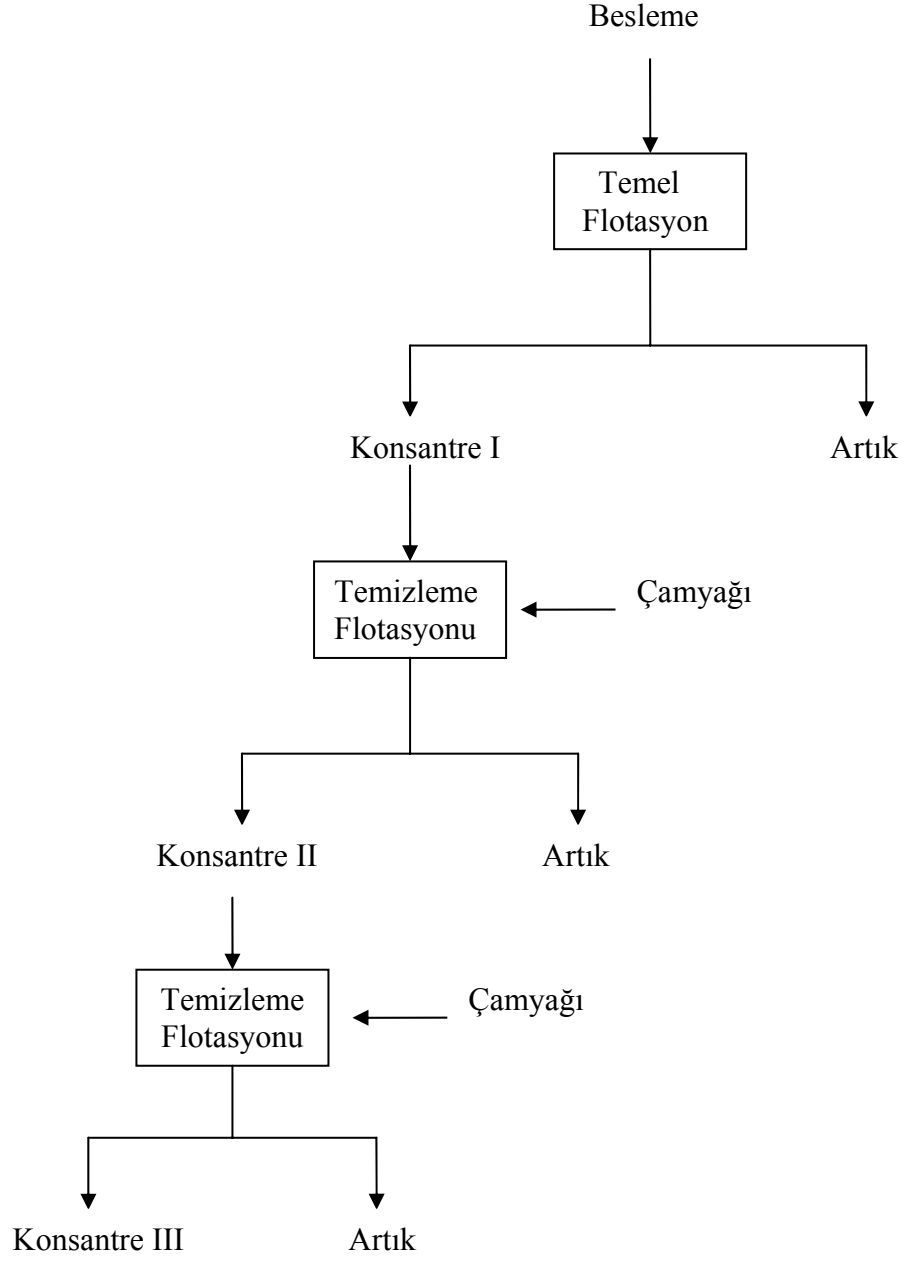 Besleme
Temel
Flotasyon
Konsantre I
Artık
Temizleme
Flotasyonu
Çamyağı
Konsantre II
Artık
Temizleme
Flotasyonu
Çamyağı
Konsantre III
Artık